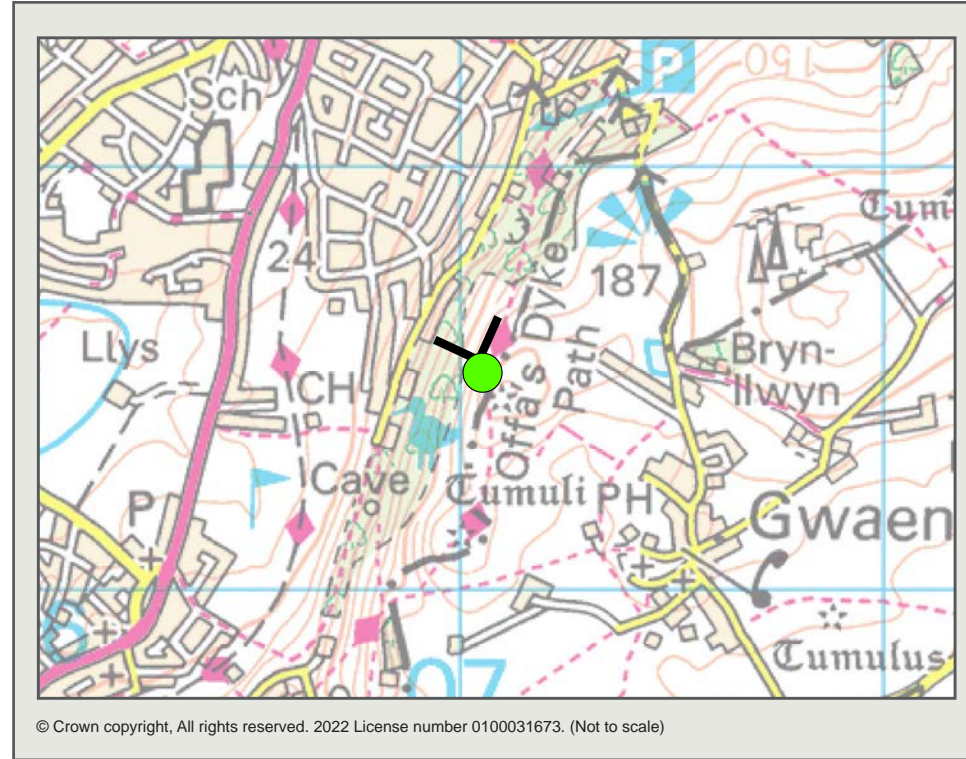 P
150
Sch
Tum
24
187
Offa's Dyke
Path
Llys
Bryn-
llwyn
CH
Cave
Tumuli
PH
P
Gwaen
Tumulus
07
© Crown copyright, All rights reserved. 2022 License number 0100031673. (Not to scale)